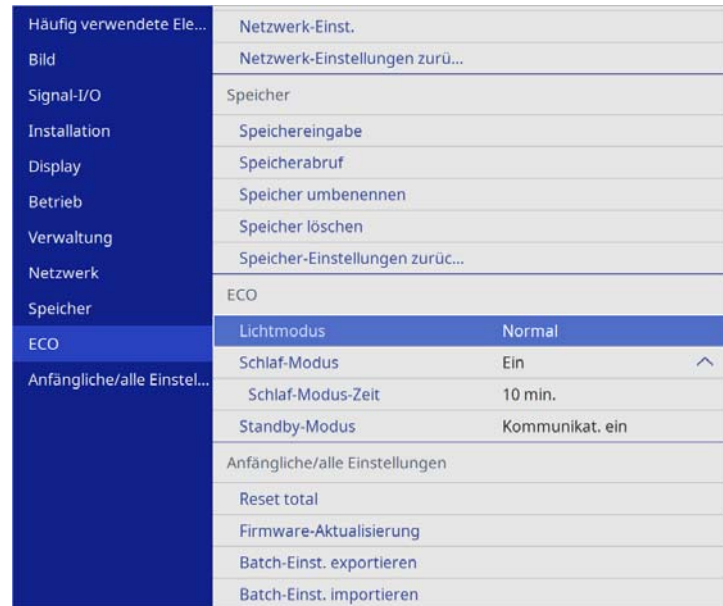 Häufig verwendete Ele...
Bild
Signal-I/O
Installation
Display
Betrieb
Verwaltung
Netzwerk
Speicher
ECO
Anfängliche/alle Einstel...
Netzwerk-Einst.
Netzwerk-Einstellungen zurü...
Speicher
Speichereingabe
Speicherabruf
Speicher umbenennen
Speicher löschen
Speicher-Einstellungen zurüc...
ECO
Lichtmodus Normal
Schlaf-Modus Ein
Schlaf-Modus-Zeit 10 min.
Standby-Modus Kommunikat. ein
Anfängliche/alle Einstellungen
Reset total
Firmware-Aktualisierung
Batch-Einst. exportieren
Batch-Einst. importieren